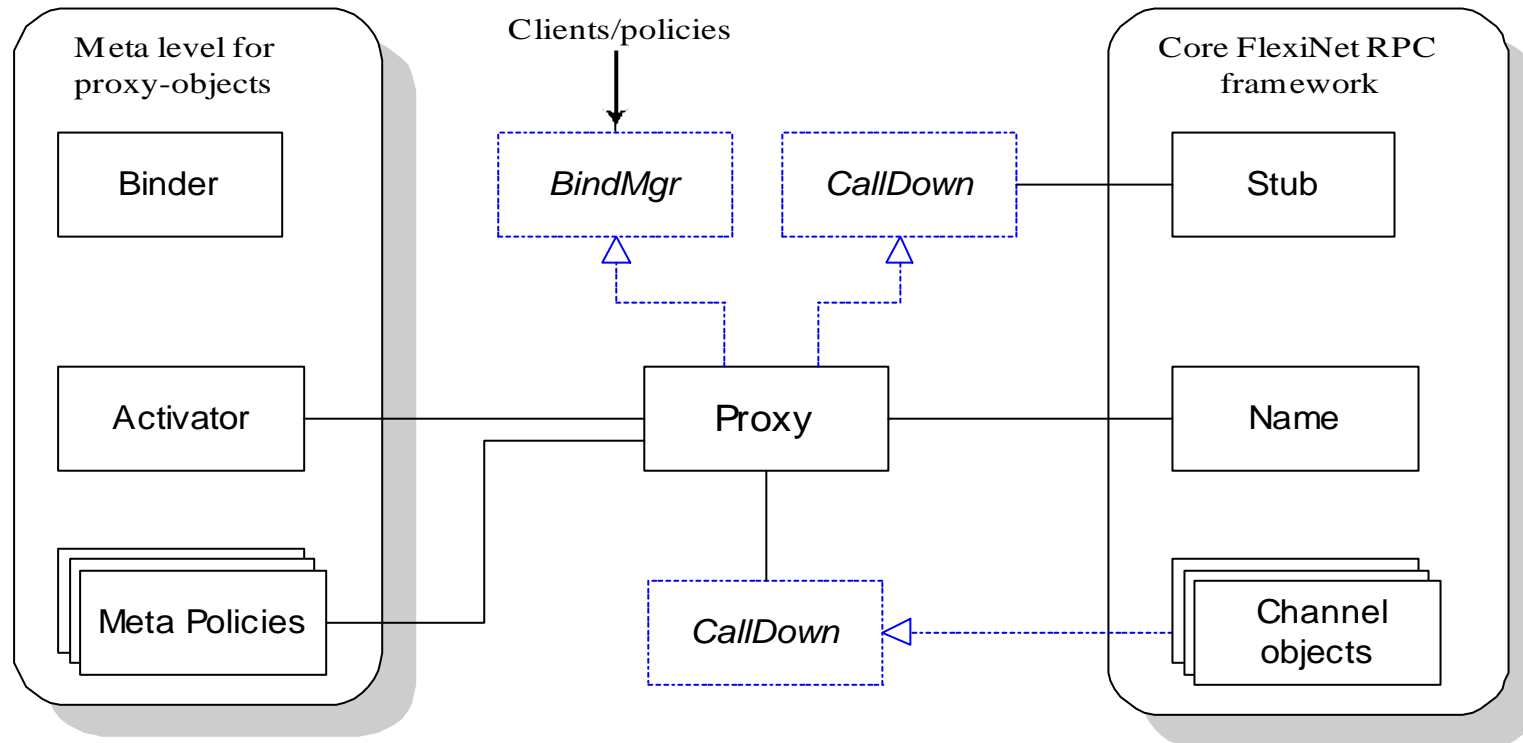 Meta level for
proxy-objects
Clients/policies
Core FlexiNet RPC
framework
Binder
BindMgr
CallDown
Stub
Activator
Proxy
Name
Meta Policies
CallDown
Channel
objects